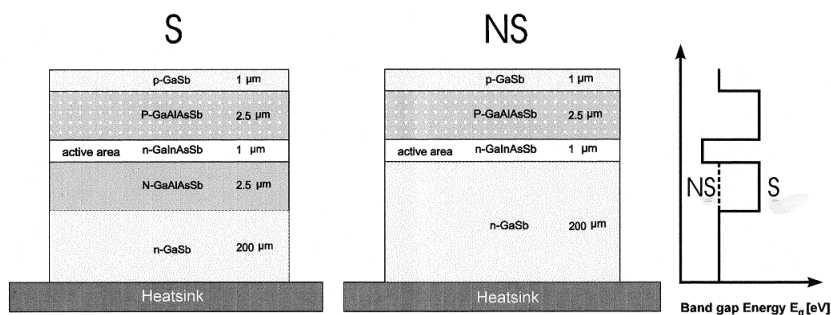 S
p-GaSb 1 µm
P-GaAlAsSb 2.5 µm
active area n-GaInAsSb 1 µm
N-GaAlAsSb 2.5 µm
n-GaSb 200 µm
Heatsink
NS
p-GaSb 1 µm
P-GaAlAsSb 2.5 µm
active area n-GaInAsSb 1 µm
n-GaSb 200 µm
Heatsink
NS S
Band gap Energy Eg [eV]